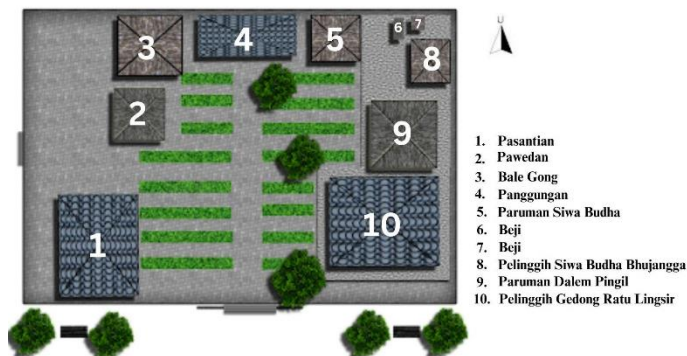 3
4
5
6
7
8
2
9
1
10
U
1. Pasantian
2. Pawedan
3. Bale Gong
4. Panggungan
5. Paruman Siwa Budha
6. Beji
7. Beji
8. Pelinggih Siwa Budha Bhujangga
9. Paruman Dalem Pingil
10. Pelinggih Gedong Ratu Lingsir